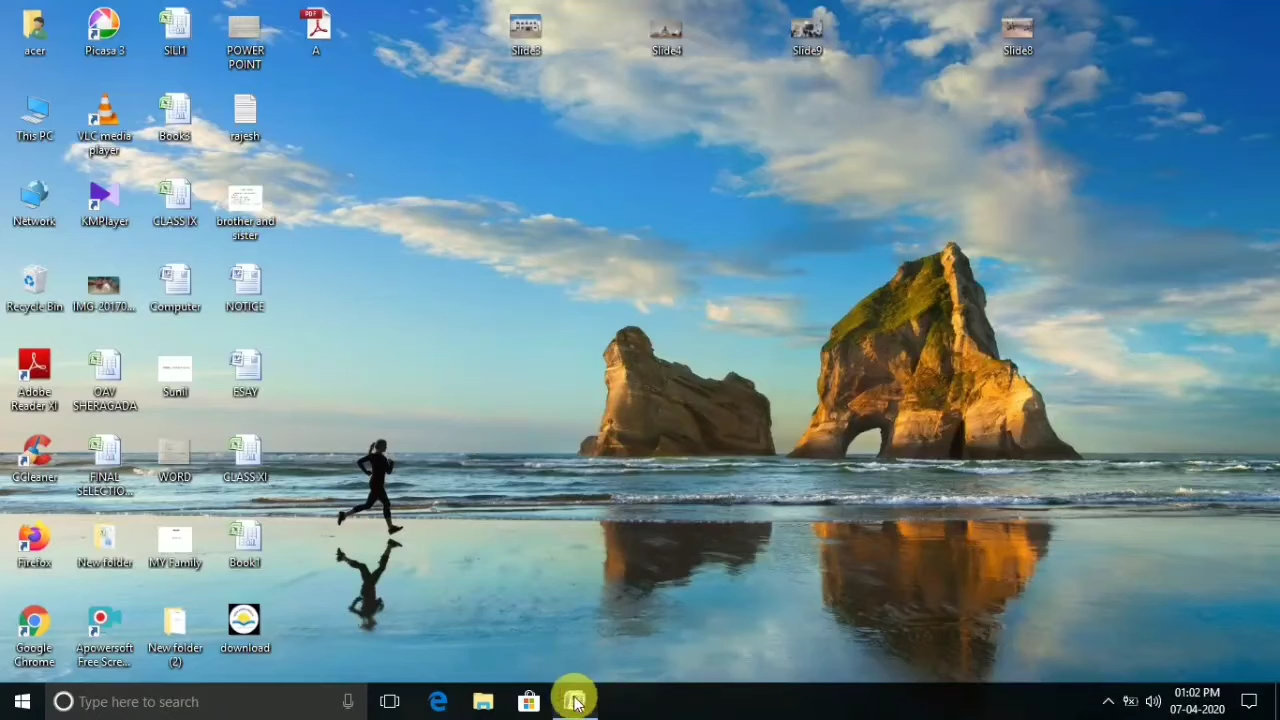 acer
Picasa 3
SILI1
POWER
POINT
PDF
A
Slide3
Slide4
Slide9
Slide8
This PC
VLC media
player
Book3
rajesh
Network
KMPlayer
CLASS IX
brother and
sister
Recycle Bin
IMG-20170...
Computer
NOTICE
Adobe
Reader XI
OAV
SHERAGADA
Sunil
ESAY
CCleaner
FINAL
SELECTIO...
WORD
CLASS XI
Firefox
New folder
MY Family
Book1
Google
Chrome
Apowersoft
Free Scre...
New folder
(2)
download
Type here to search
01:02 PM
07-04-2020